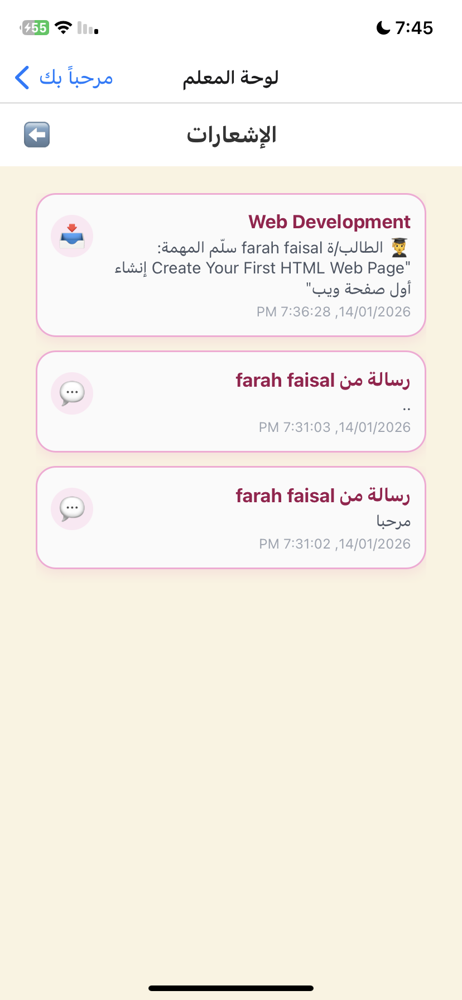 55
7:45
مرحباً بك
لوحة المعلم
الإشعارات
Web Development
👨‍🎓 الطالب/ة farah faisal سلّم المهمة:
"Create Your First HTML Web Page إنشاء
أول صفحة ويب"
14/01/2026, 7:36:28 PM
رسالة من farah faisal
..
14/01/2026, 7:31:03 PM
رسالة من farah faisal
مرحبا
14/01/2026, 7:31:02 PM